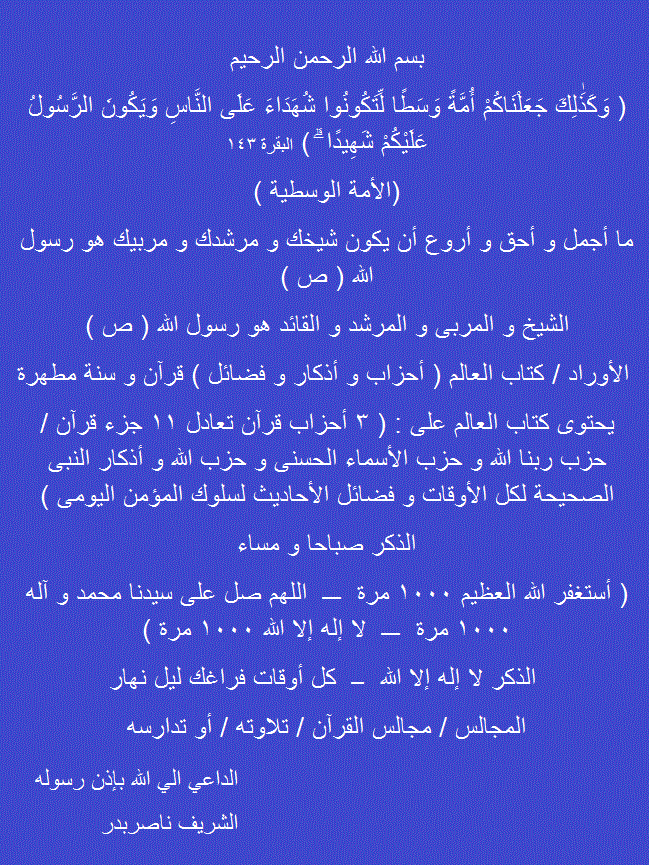 بسم الله الرحمن الرحيم
( وَكَذَٰلِكَ جَعَلْنَاكُمْ أُمَّةً وَسَطًا لِّتَكُونُوا شُهَدَاءَ عَلَى النَّاسِ وَيَكُونَ الرَّسُولُ
عَلَيْكُمْ شَهِيدًا ۗ ) البقرة ١٤٣
(الأمة الوسطية )
ما أجمل و أحق و أروع أن يكون شيخك و مرشدك و مربيك هو رسول
الله ( ص )
الشيخ و المربى و المرشد و القائد هو رسول الله ( ص )
الأوراد / كتاب العالم ( أحزاب و أذكار و فضائل ) قرآن و سنة مطهرة
يحتوى كتاب العالم على : ( ٣ أحزاب قرآن تعادل ١١ جزء قرآن /
حزب ربنا الله و حزب الأسماء الحسنى و حزب الله و أذكار النبى
الصحيحة لكل الأوقات و فضائل الأحاديث لسلوك المؤمن اليومى )
الذكر صباحا و مساء
( أستغفر الله العظيم ١٠٠٠ مرة — اللهم صل على سيدنا محمد و آله
١٠٠٠ مرة — لا إله إلا الله ١٠٠٠ مرة )
الذكر لا إله إلا الله – كل أوقات فراغك ليل نهار
المجالس / مجالس القرآن / تلاوته / أو تدارسه
الداعي الي الله بإذن رسوله
الشريف ناصربدر